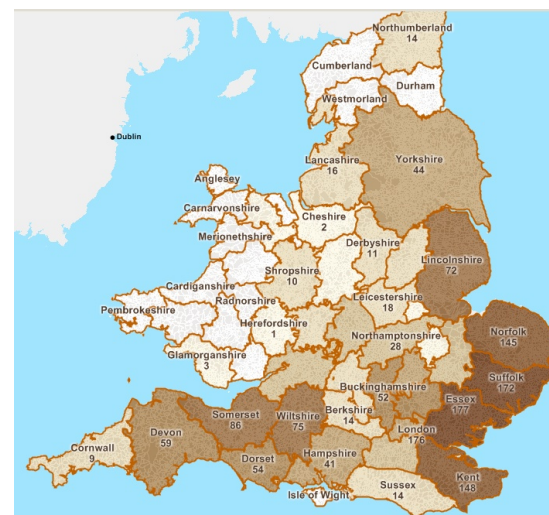 Northumberland
14
Cumberland
Durham
Westmorland
Dublin
Lancashire
16
Yorkshire
44
Anglesey
Carnarvonshire
Cheshire
2
Merionethshire
Derbyshire
11
Lincolnshire
72
Shropshire
10
Cardiganshire
Radnorshire
Leicestershire
18
Pembrokeshire
Herefordshire
1
Norfolk
145
Northamptonshire
28
Glamorganshire
3
Suffolk
172
Buckinghamshire
52
Essex
177
Somerset
86
Wiltshire
75
Berkshire
14
London
176
Devon
59
Cornwall
9
Dorset
54
Hampshire
41
Kent
148
Sussex
14
Isle of Wight